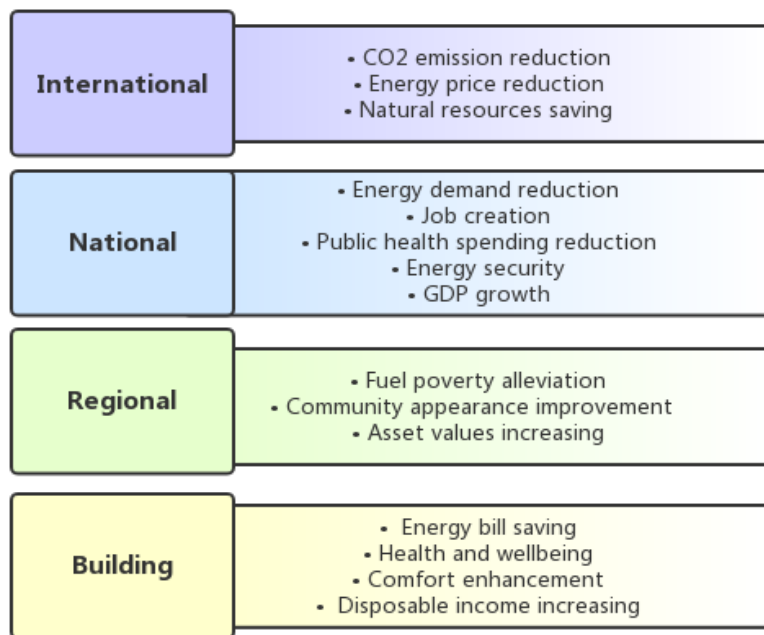 International
• CO2 emission reduction
• Energy price reduction
• Natural resources saving
National
• Energy demand reduction
• Job creation
• Public health spending reduction
• Energy security
• GDP growth
Regional
• Fuel poverty alleviation
• Community appearance improvement
• Asset values increasing
Building
• Energy bill saving
• Health and wellbeing
• Comfort enhancement
• Disposable income increasing